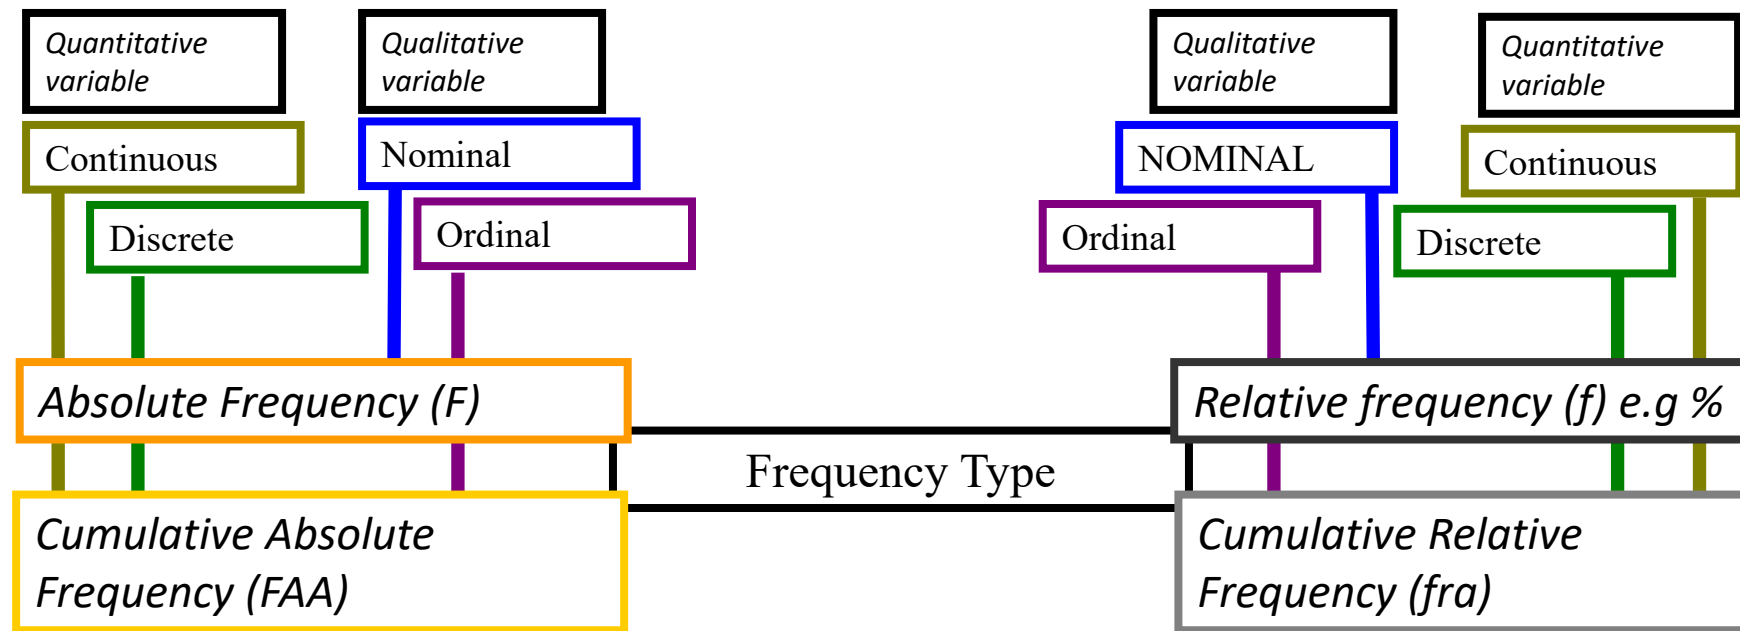 Quantitative
variable
Qualitative
variable
Qualitative
variable
Quantitative
variable
Continuous
Nominal
NOMINAL
Continuous
Discrete
Ordinal
Ordinal
Discrete
Absolute Frequency (F)
Relative frequency (f) e.g %
Frequency Type
Cumulative Absolute
Frequency (FAA)
Cumulative Relative
Frequency (fra)